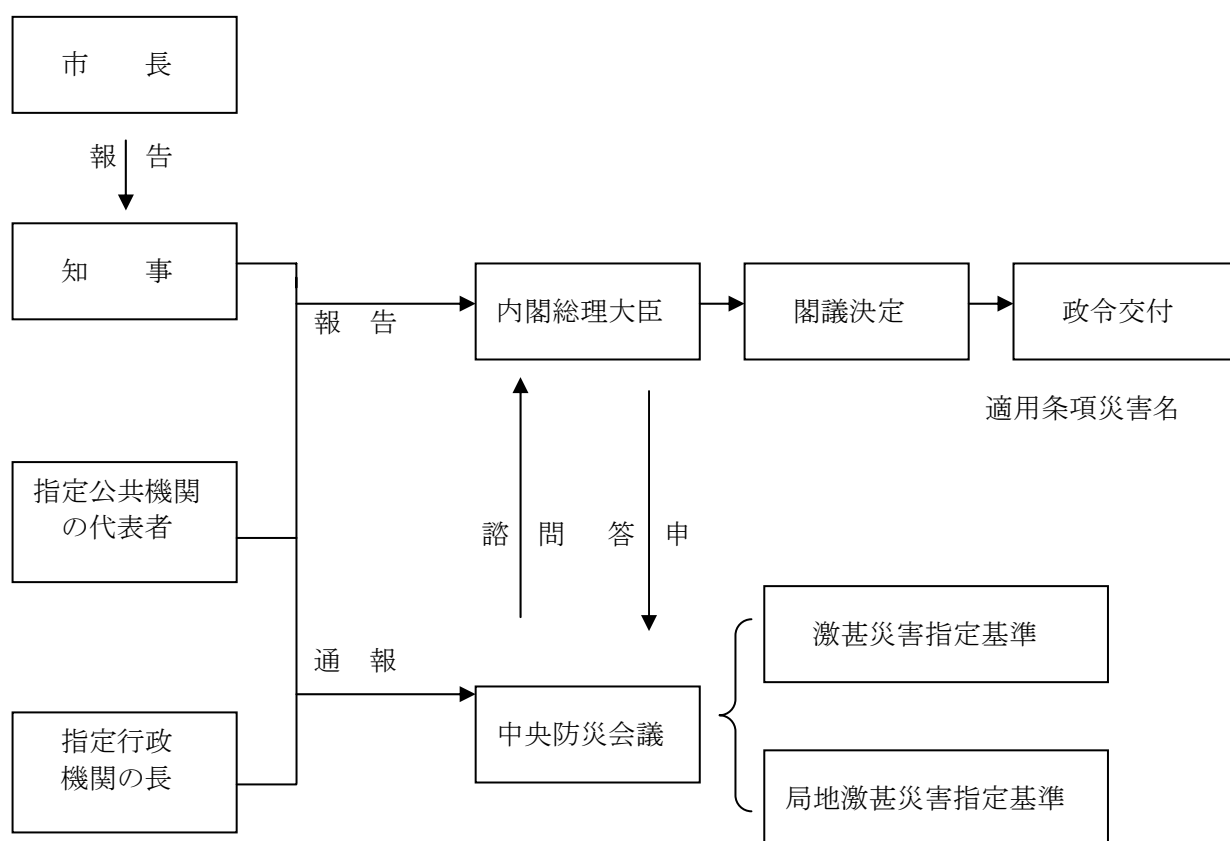 市　　長
報　告
知　　事
報　告
内閣総理大臣
閣議決定
政令交付
適用条項災害名
指定公共機関
の代表者
諮　問
答　申
通　報
激甚災害指定基準
中央防災会議
指定行政
機関の長
局地激甚災害指定基準